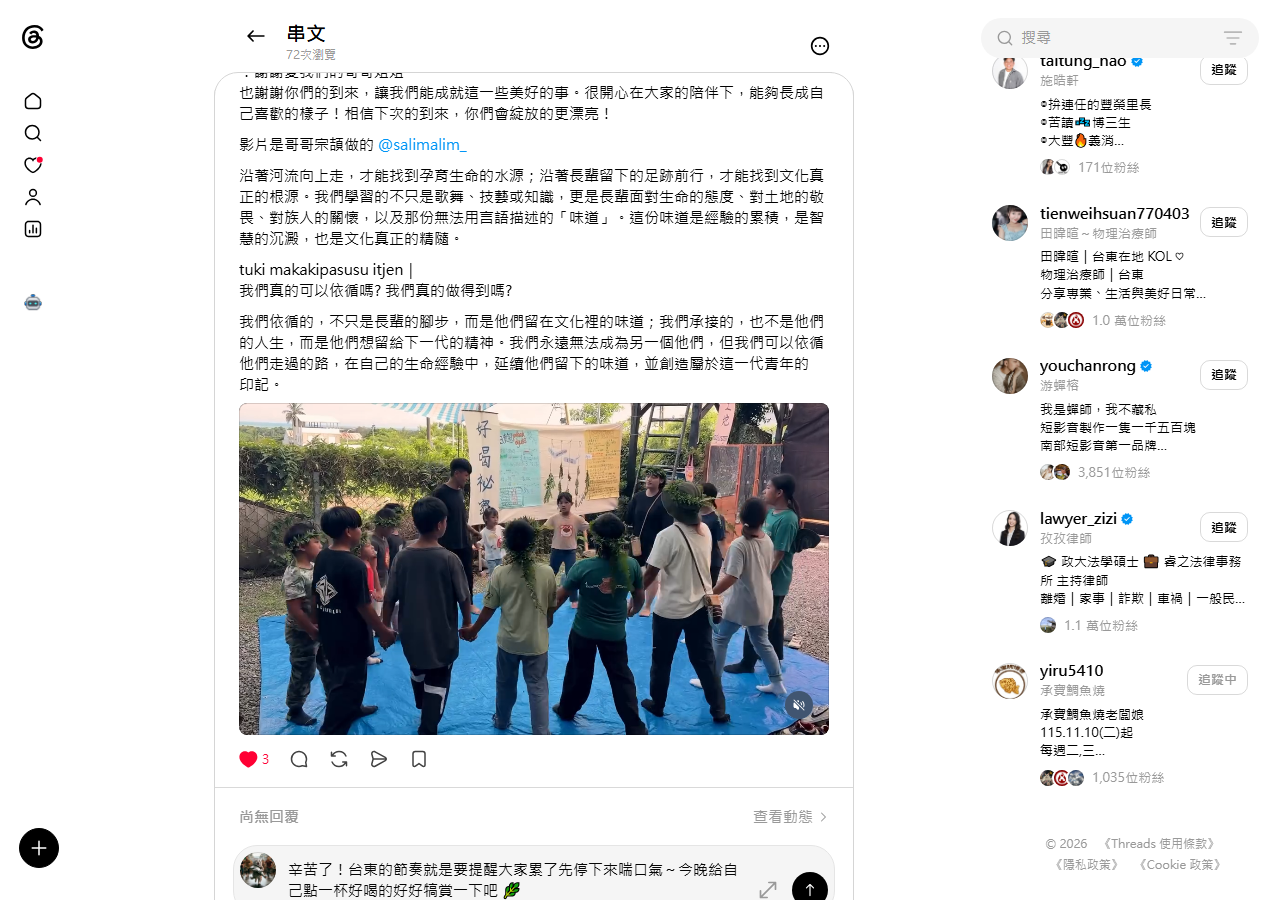 串文
72次瀏覽
！謝謝愛我們的哥哥姐姐
也謝謝你們的到來，讓我們能成就這一些美好的事。很開心在大家的陪伴下，能夠長成自
己喜歡的樣子！相信下次的到來，你們會綻放的更漂亮！
影片是哥哥宗頡做的 @salimalim_
沿著河流向上走，才能找到孕育生命的水源；沿著長輩留下的足跡前行，才能找到文化真
正的根源。我們學習的不只是歌舞、技藝或知識，更是長輩面對生命的態度、對土地的敬
畏、對族人的關懷，以及那份無法用言語描述的「味道」。這份味道是經驗的累積，是智
慧的沉澱，也是文化真正的精隨。
tuki makakipasusu itjen |
我們真的可以依循嗎? 我們真的做得到嗎?
我們依循的，不只是長輩的腳步，而是他們留在文化裡的味道；我們承接的，也不是他們
的人生，而是他們想留給下一代的精神。我們永遠無法成為另一個他們，但我們可以依循
他們走過的路，在自己的生命經驗中，延續他們留下的味道，並創造屬於這一代青年的
印記。
好喝祕
3
尚無回覆
查看動態
辛苦了！台東的節奏就是要提醒大家累了先停下來喘口氣～今晚給自
己點一杯好喝的好好犒賞一下吧 🌿
搜尋
taitung_hao
施皓軒
追蹤
拚連任的豐榮里長
苦讀博三生
大豐🔥義消...
171位粉絲
tienweihsuan770403
田暐暄～物理治療師
追蹤
田暐暄 | 台東在地 KOL ♡
物理治療師 | 台東
分享專業、生活與美好日常...
1.0 萬位粉絲
youchanrong
游蟬榕
追蹤
我是蟬師，我不藏私
短影音製作一隻一千五百塊
南部短影音第一品牌...
3,851位粉絲
lawyer_zizi
孜孜律師
追蹤
🎓 政大法學碩士 💼 睿之法律事務
所 主持律師
離婚 | 家事 | 詐欺 | 車禍 | 一般民...
1.1 萬位粉絲
yiru5410
承寶鯛魚燒
追蹤中
承寶鯛魚燒老闆娘
115.11.10(二)起
每週二,三...
1,035位粉絲
© 2026 《Threads 使用條款》
《隱私政策》 《Cookie 政策》